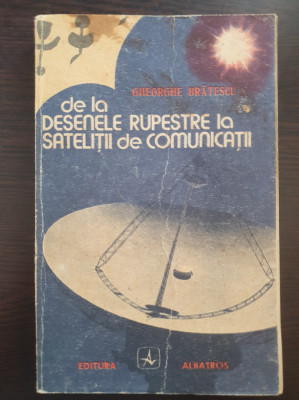 GHEORGHE BRĂTESCU
de la
DESENELE RUPESTRE la
SATELIȚII de COMUNICAȚII
EDITURA ALBATROS